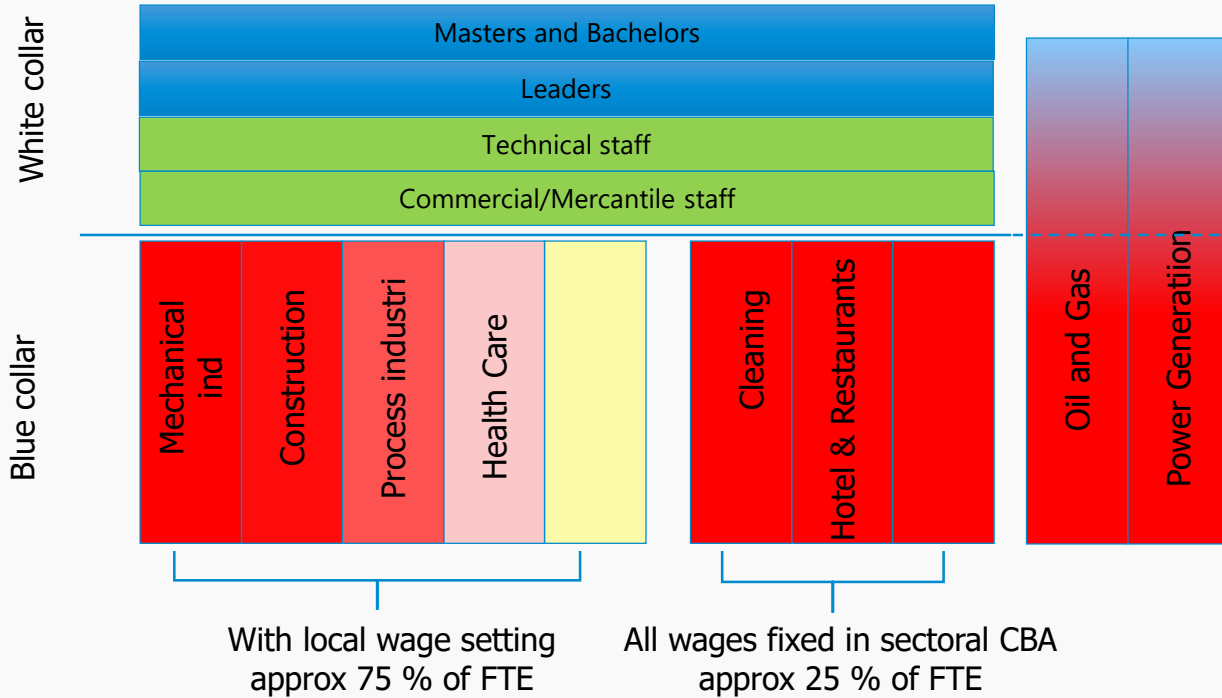 White collar
Masters and Bachelors
Leaders
Technical staff
Commercial/Mercantile staff
Blue collar
Mechanical
ind
Construction
Process industri
Health Care
Cleaning
Hotel & Restaurants
Oil and Gas
Power Generatiion
With local wage setting
approx 75 % of FTE
All wages fixed in sectoral CBA
approx 25 % of FTE